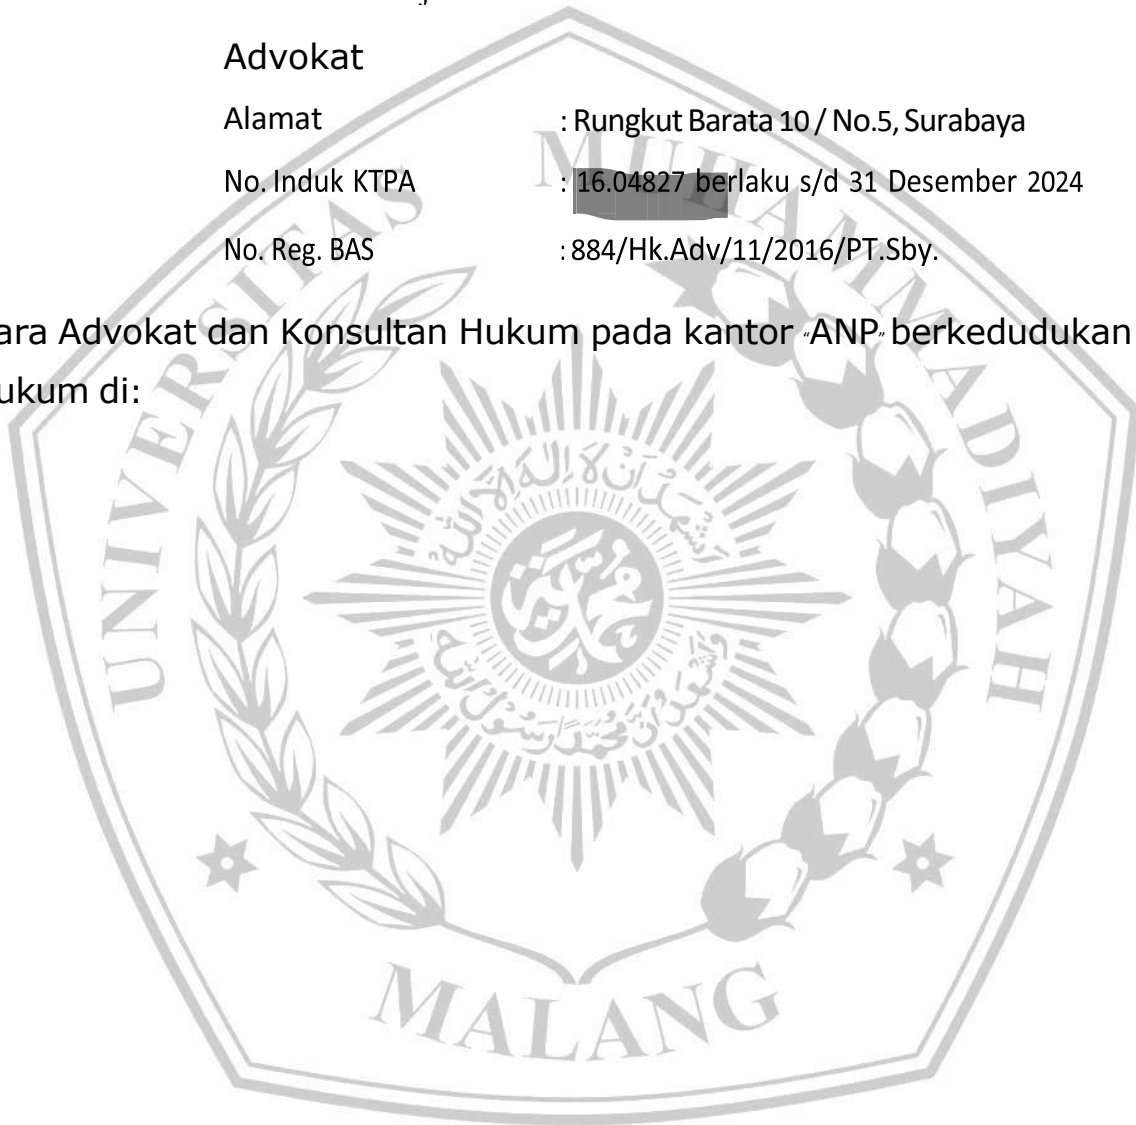 Advokat
Alamat : Rungkut Barata 10 / No.5, Surabaya
No. Induk KTPA : 16.04827 berlaku s/d 31 Desember 2024
No. Reg. BAS : 884/Hk.Adv/11/2016/PT.Sby.
ara Advokat dan Konsultan Hukum pada kantor “ANP” berkedudukan
ukum di:
UNIVERSITAS MUHAMMADIYAH
MALANG